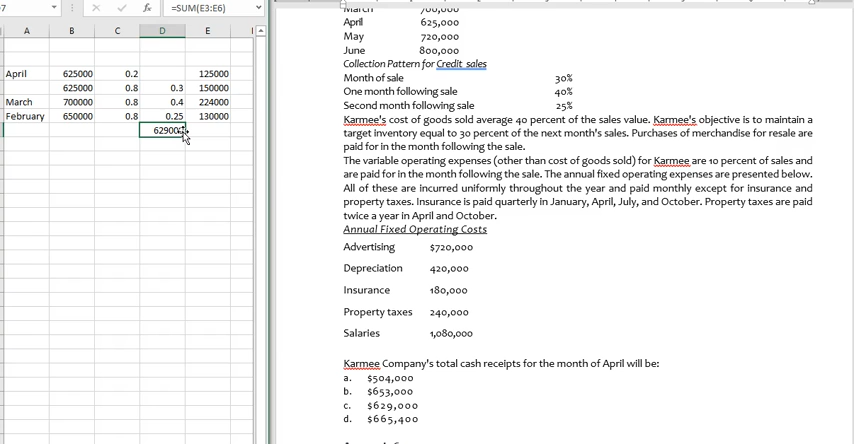 =SUM(E3:E6)
A B C D E
April 625000 0.2 125000
625000 0.8 0.3 150000
March 700000 0.8 0.4 224000
February 650000 0.8 0.25 130000
March 700,000
April 625,000
May 720,000
June 800,000
Collection Pattern for Credit sales
Month of sale 30%
One month following sale 40%
Second month following sale 25%
Karmee's cost of goods sold average 40 percent of the sales value. Karmee's objective is to maintain a
target inventory equal to 30 percent of the next month's sales. Purchases of merchandise for resale are
paid for in the month following the sale.
The variable operating expenses (other than cost of goods sold) for Karmee are 10 percent of sales and
are paid for in the month following the sale. The annual fixed operating expenses are presented below.
All of these are incurred uniformly throughout the year and paid monthly except for insurance and
property taxes. Insurance is paid quarterly in January, April, July, and October. Property taxes are paid
twice a year in April and October.
Annual Fixed Operating Costs
Advertising $720,000
Depreciation 420,000
Insurance 180,000
Property taxes 240,000
Salaries 1,080,000
Karmee Company's total cash receipts for the month of April will be:
a. $504,000
b. $653,000
c. $629,000
d. $665,400